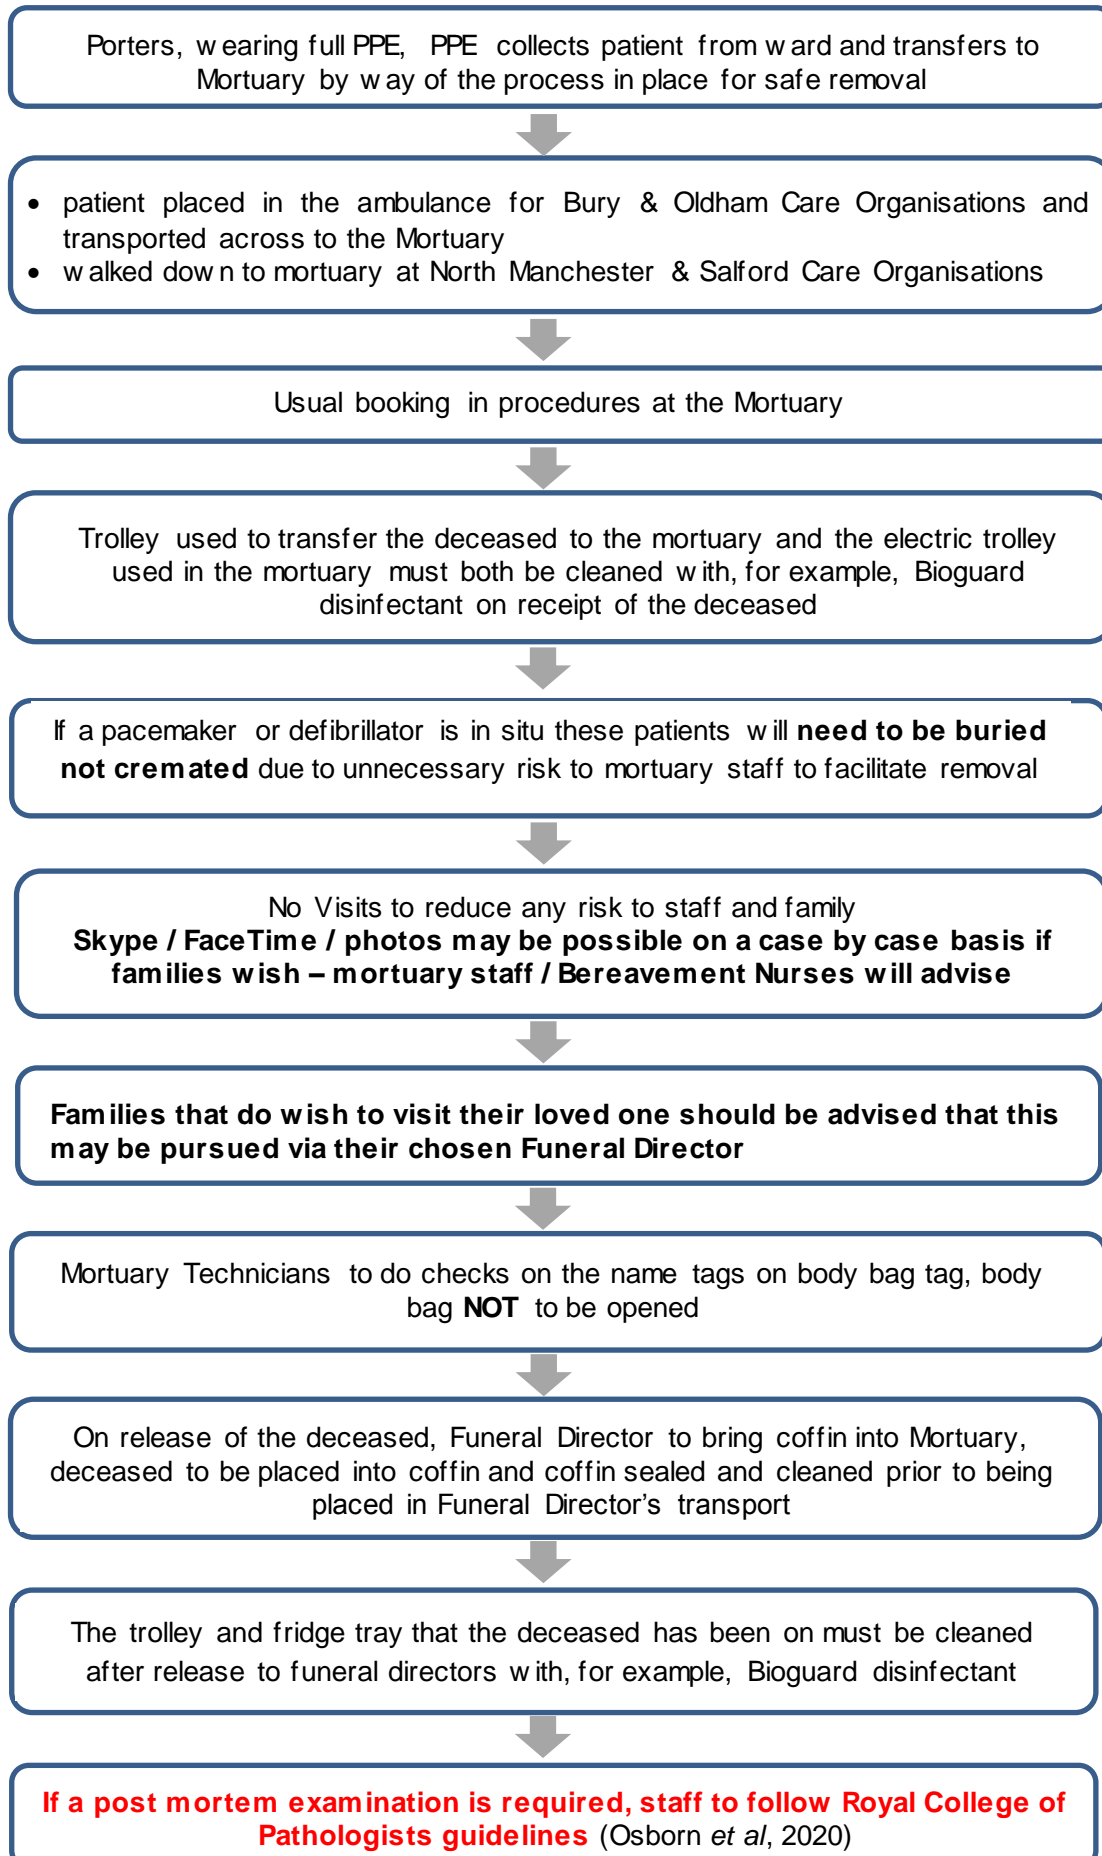 Porters, wearing full PPE, PPE collects patient from ward and transfers to
Mortuary by way of the process in place for safe removal
• patient placed in the ambulance for Bury & Oldham Care Organisations and
transported across to the Mortuary
• walked down to mortuary at North Manchester & Salford Care Organisations
Usual booking in procedures at the Mortuary
Trolley used to transfer the deceased to the mortuary and the electric trolley
used in the mortuary must both be cleaned with, for example, Bioguard
disinfectant on receipt of the deceased
If a pacemaker or defibrillator is in situ these patients will need to be buried
not cremated due to unnecessary risk to mortuary staff to facilitate removal
No Visits to reduce any risk to staff and family
Skype / FaceTime / photos may be possible on a case by case basis if
families wish – mortuary staff / Bereavement Nurses will advise
Families that do wish to visit their loved one should be advised that this
may be pursued via their chosen Funeral Director
Mortuary Technicians to do checks on the name tags on body bag tag, body
bag NOT to be opened
On release of the deceased, Funeral Director to bring coffin into Mortuary,
deceased to be placed into coffin and coffin sealed and cleaned prior to being
placed in Funeral Director's transport
The trolley and fridge tray that the deceased has been on must be cleaned
after release to funeral directors with, for example, Bioguard disinfectant
If a post mortem examination is required, staff to follow Royal College of
Pathologists guidelines (Osborn et al, 2020)